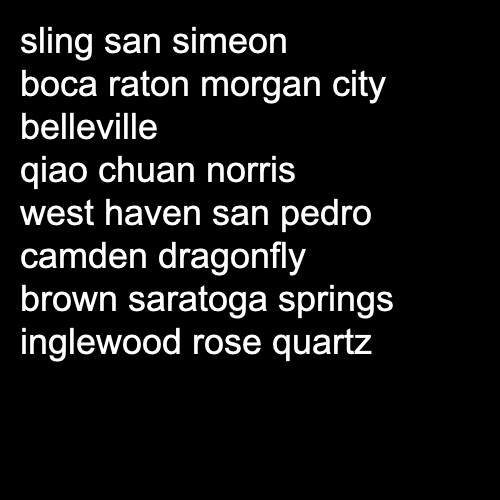 sling san simeon
boca raton morgan city
belleville
qiao chuan norris
west haven san pedro
camden dragonfly
brown saratoga springs
inglewood rose quartz